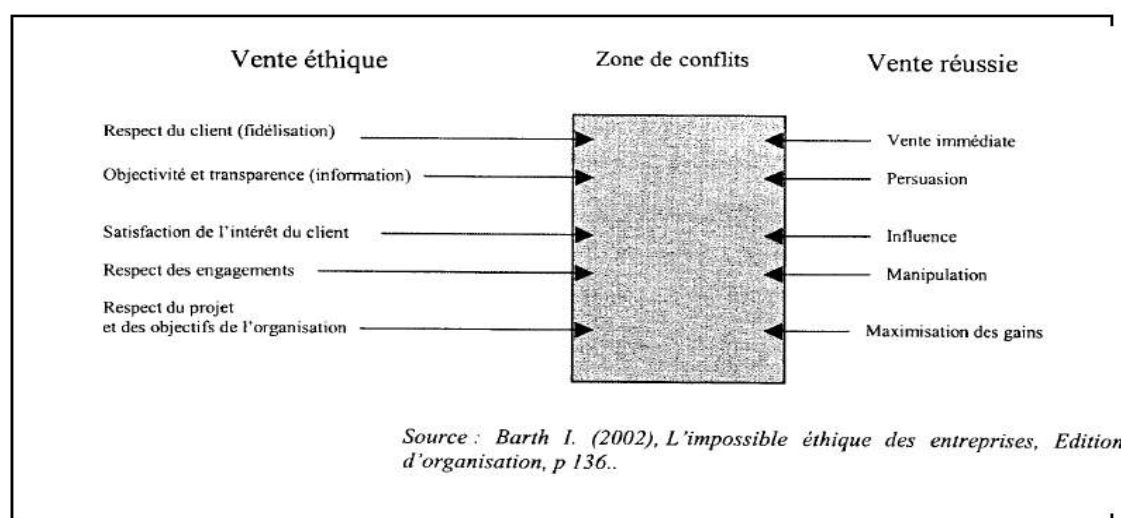 Vente éthique
Zone de conflits
Vente réussie
Respect du client (fidélisation)
Vente immédiate
Objectivité et transparence (information)
Persuasion
Satisfaction de l'intérêt du client
Influence
Respect des engagements
Manipulation
Respect du projet
et des objectifs de l'organisation
Maximisation des gains
Source : Barth I. (2002), L'impossible éthique des entreprises, Edition
d'organisation, p 136..